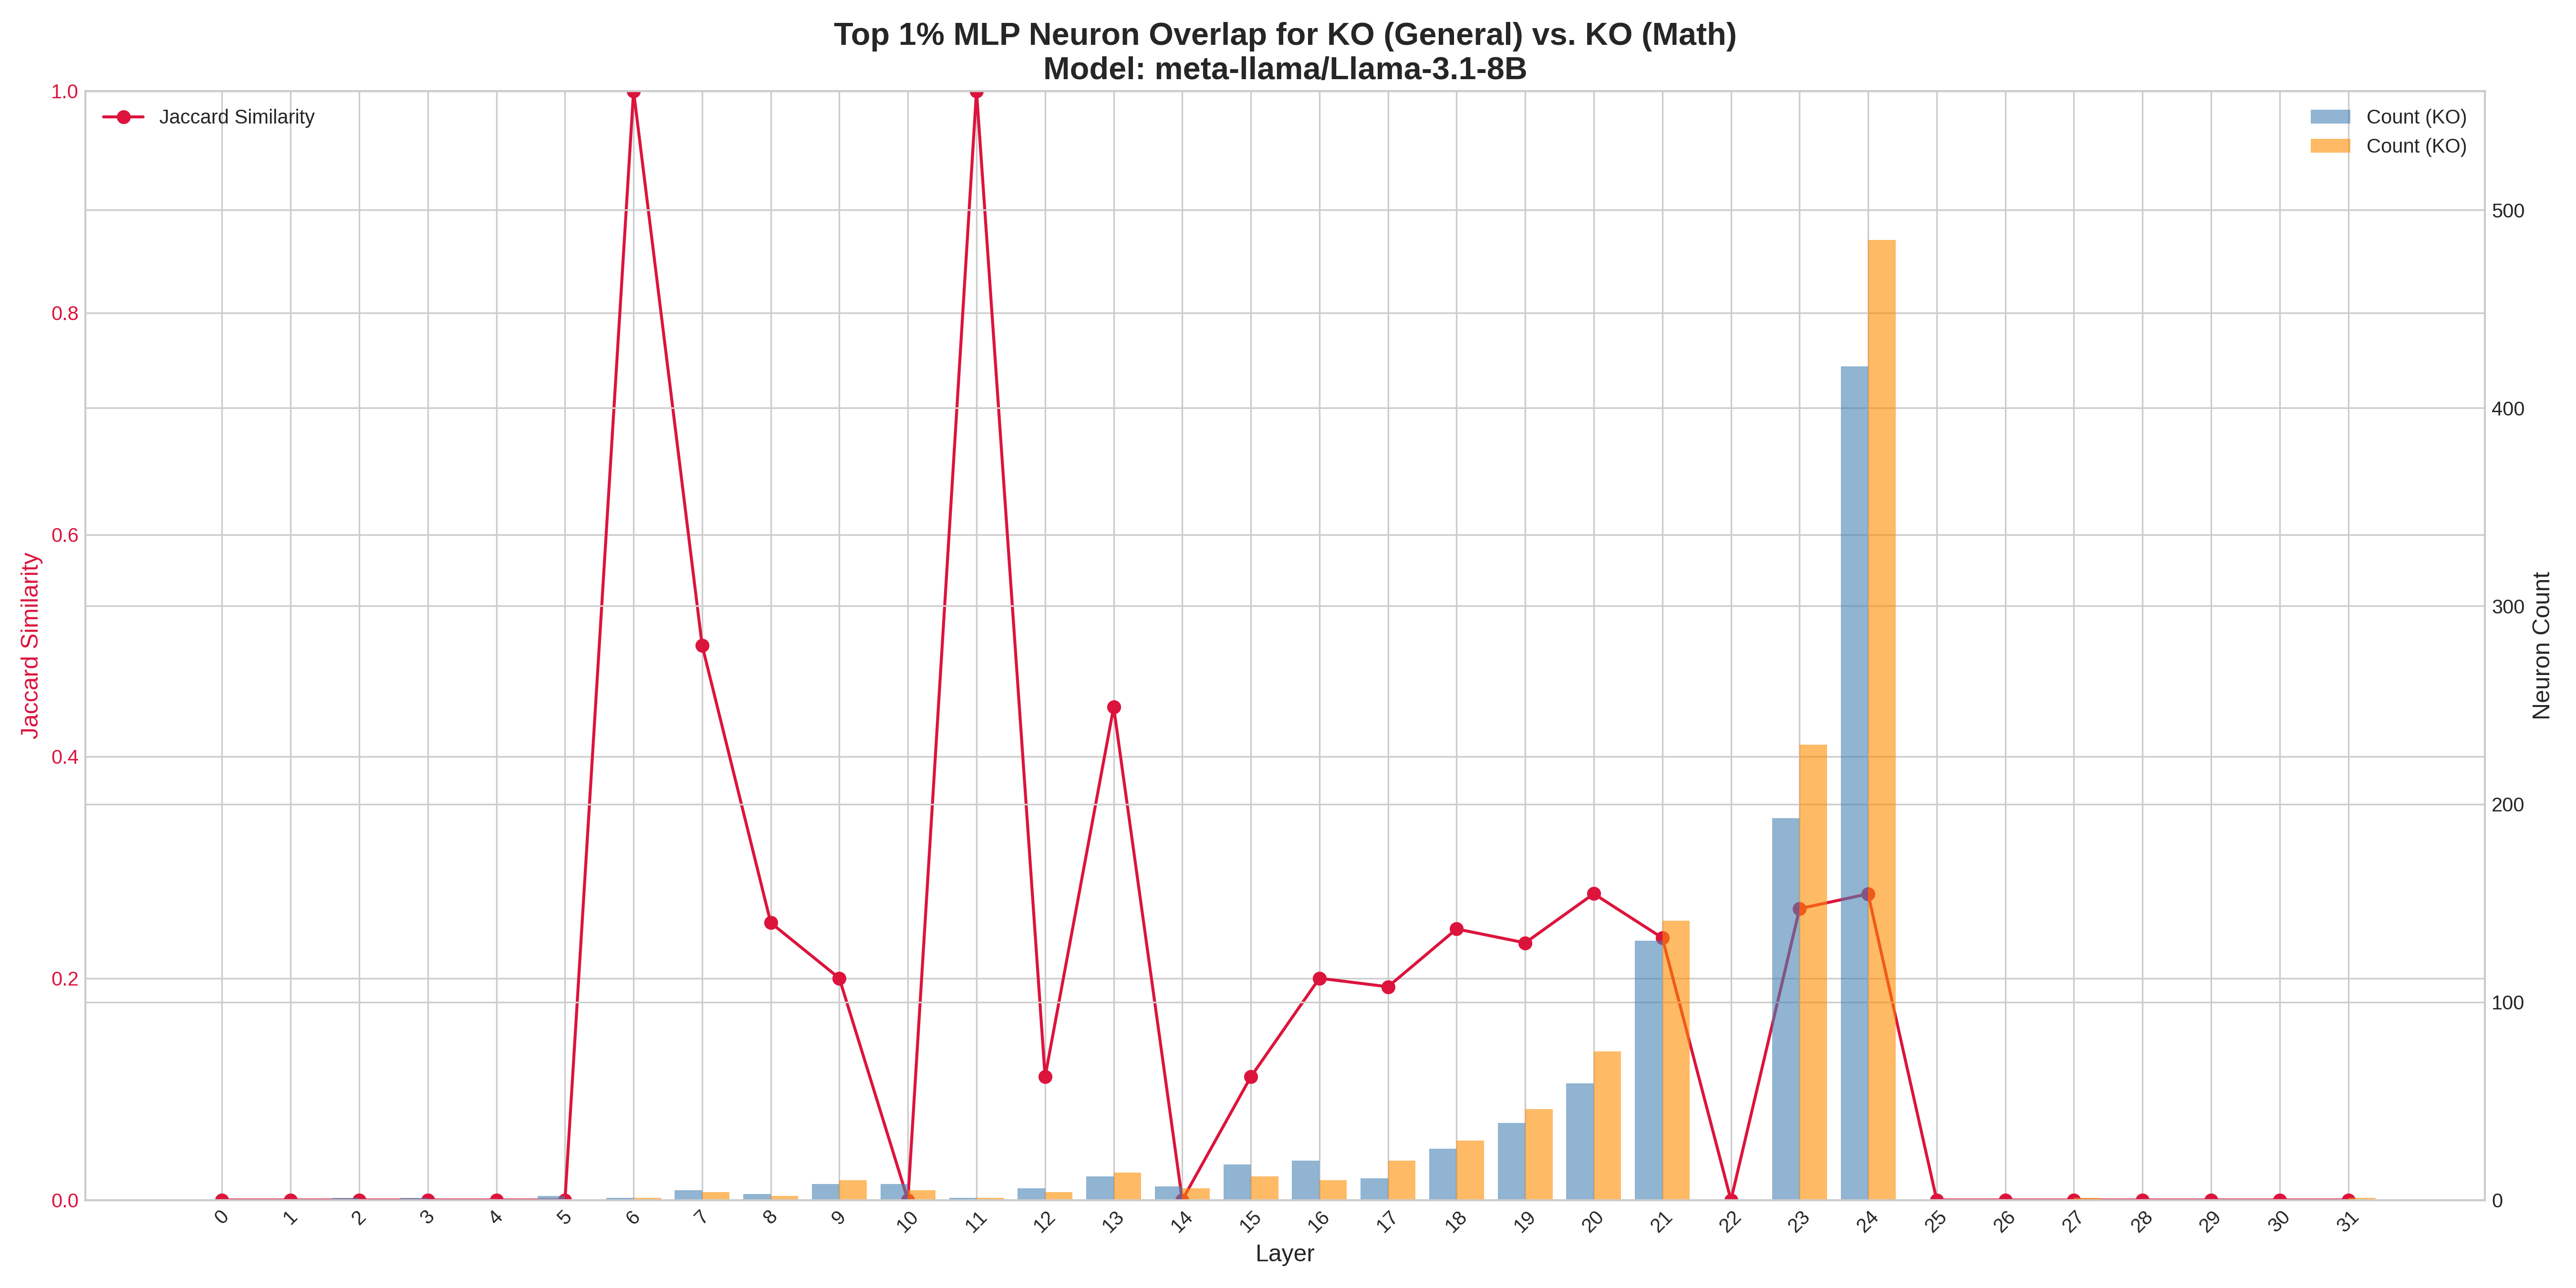 Top 1% MLP Neuron Overlap for KO (General) vs. KO (Math)
Model: meta-llama/Llama-3.1-8B
Jaccard Similarity
Count (KO)
Count (KO)
Jaccard Similarity
1.0
0.8
0.6
0.4
0.2
0.0
Neuron Count
500
400
300
200
100
0
0 1 2 3 4 5 6 7 8 9 10 11 12 13 14 15 16 17 18 19 20 21 22 23 24 25 26 27 28 29 30 31
Layer